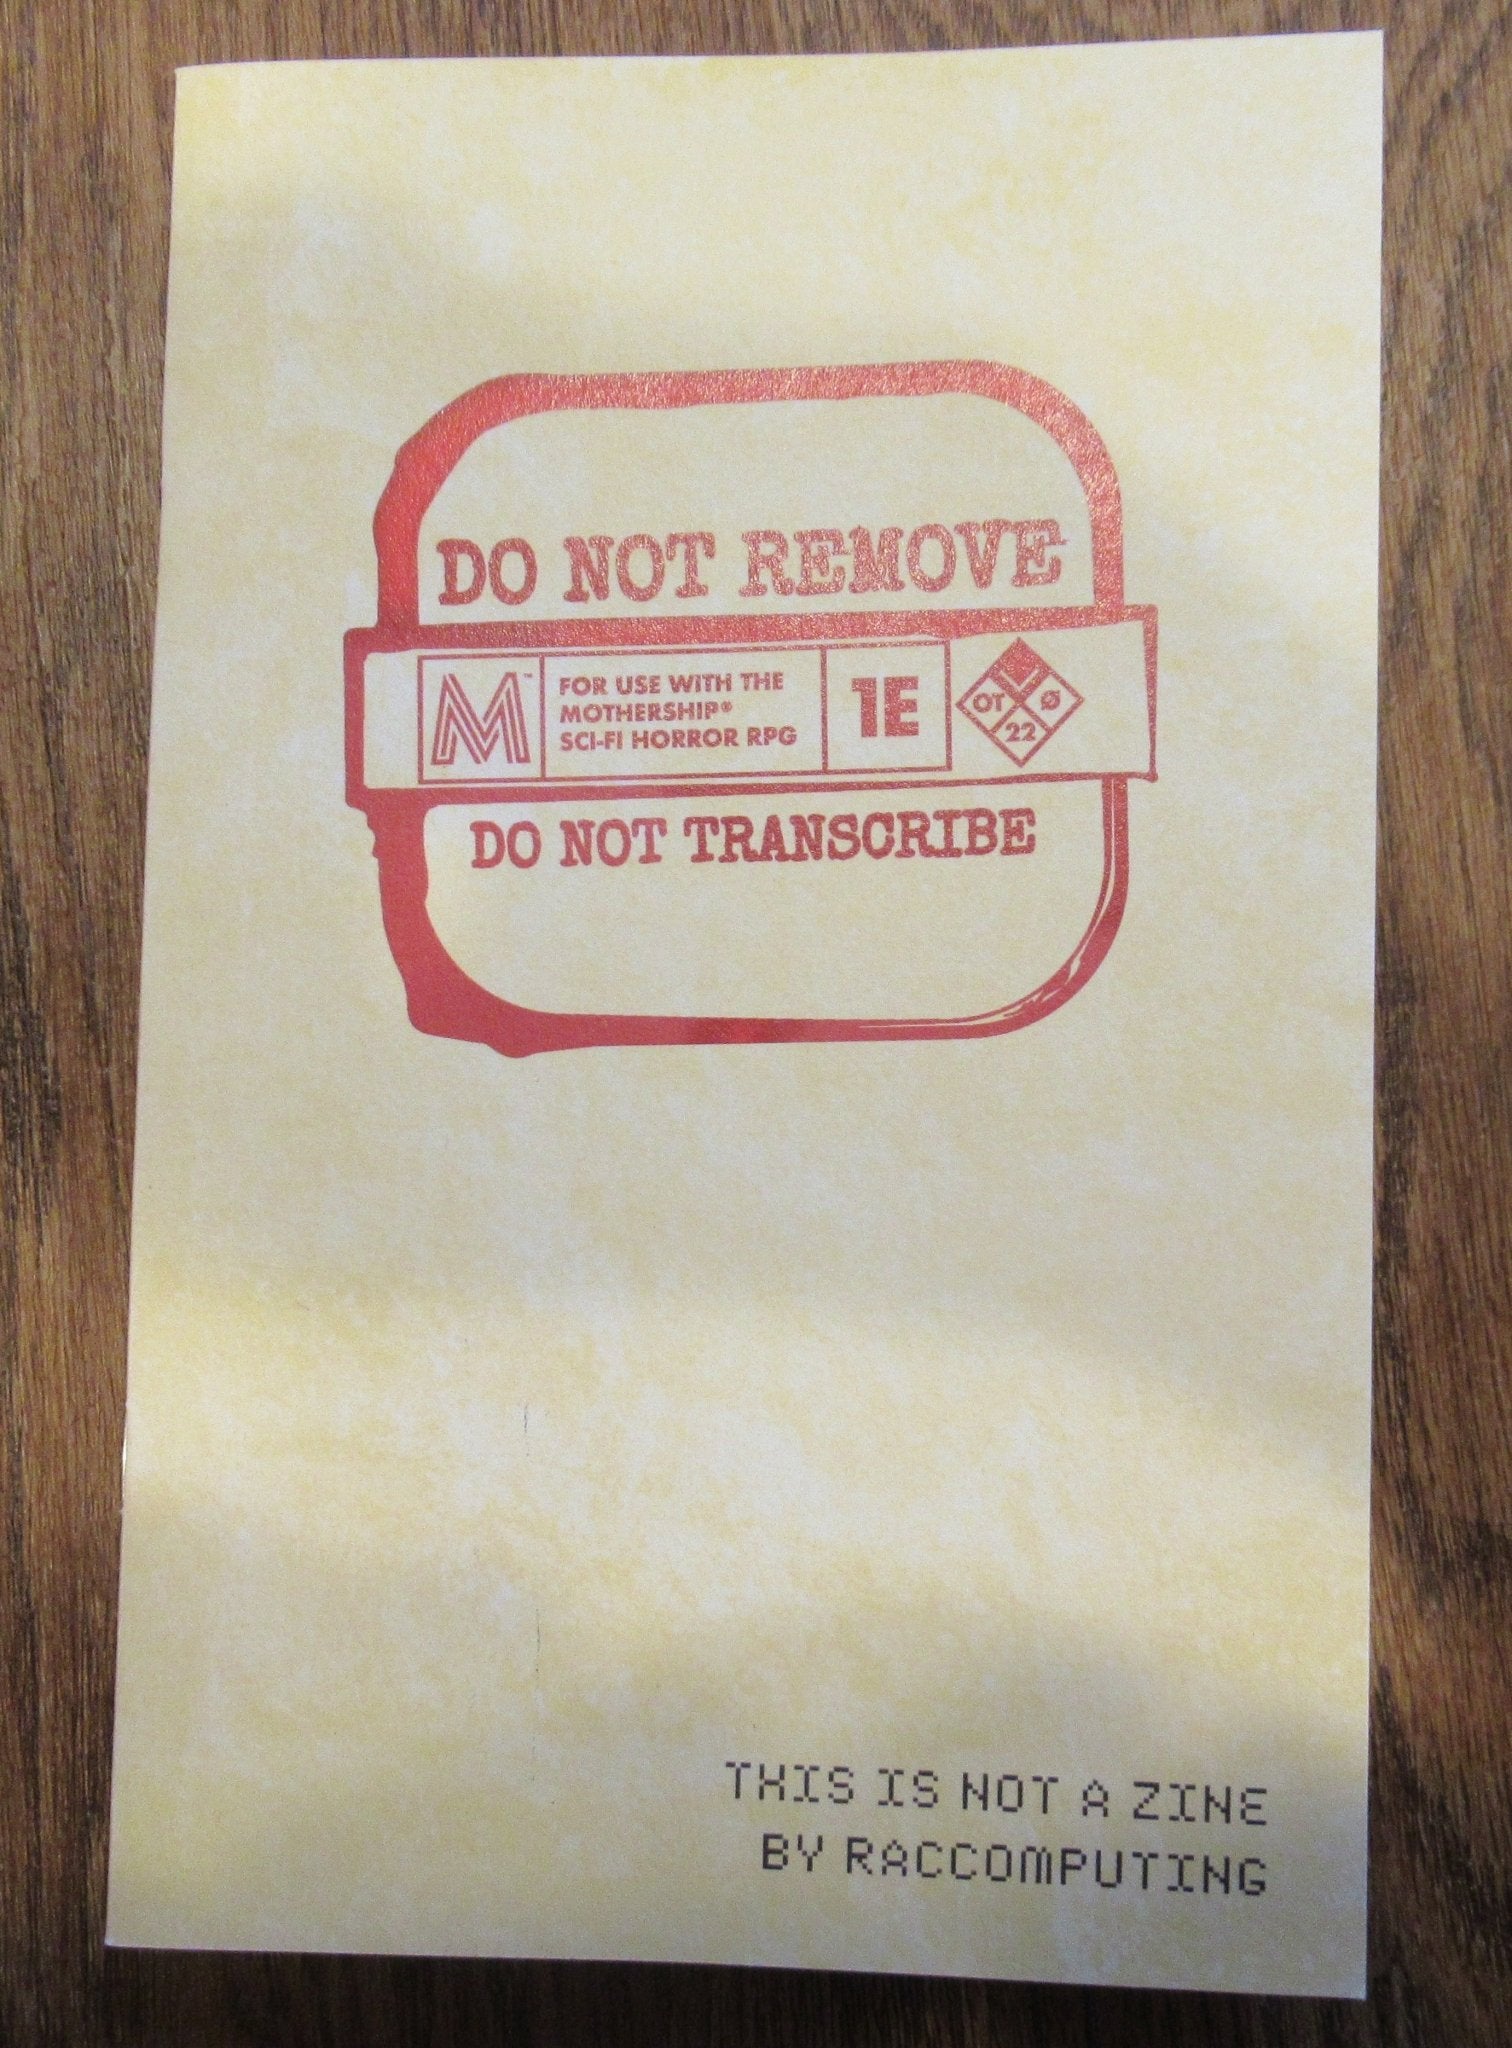 DO NOT REMOVE
M™
FOR USE WITH THE
MOTHERSHIP®
SCI-FI HORROR RPG
1E
OT Ø
22
DO NOT TRANSCRIBE
THIS IS NOT A ZINE
BY RACCOMPUTING